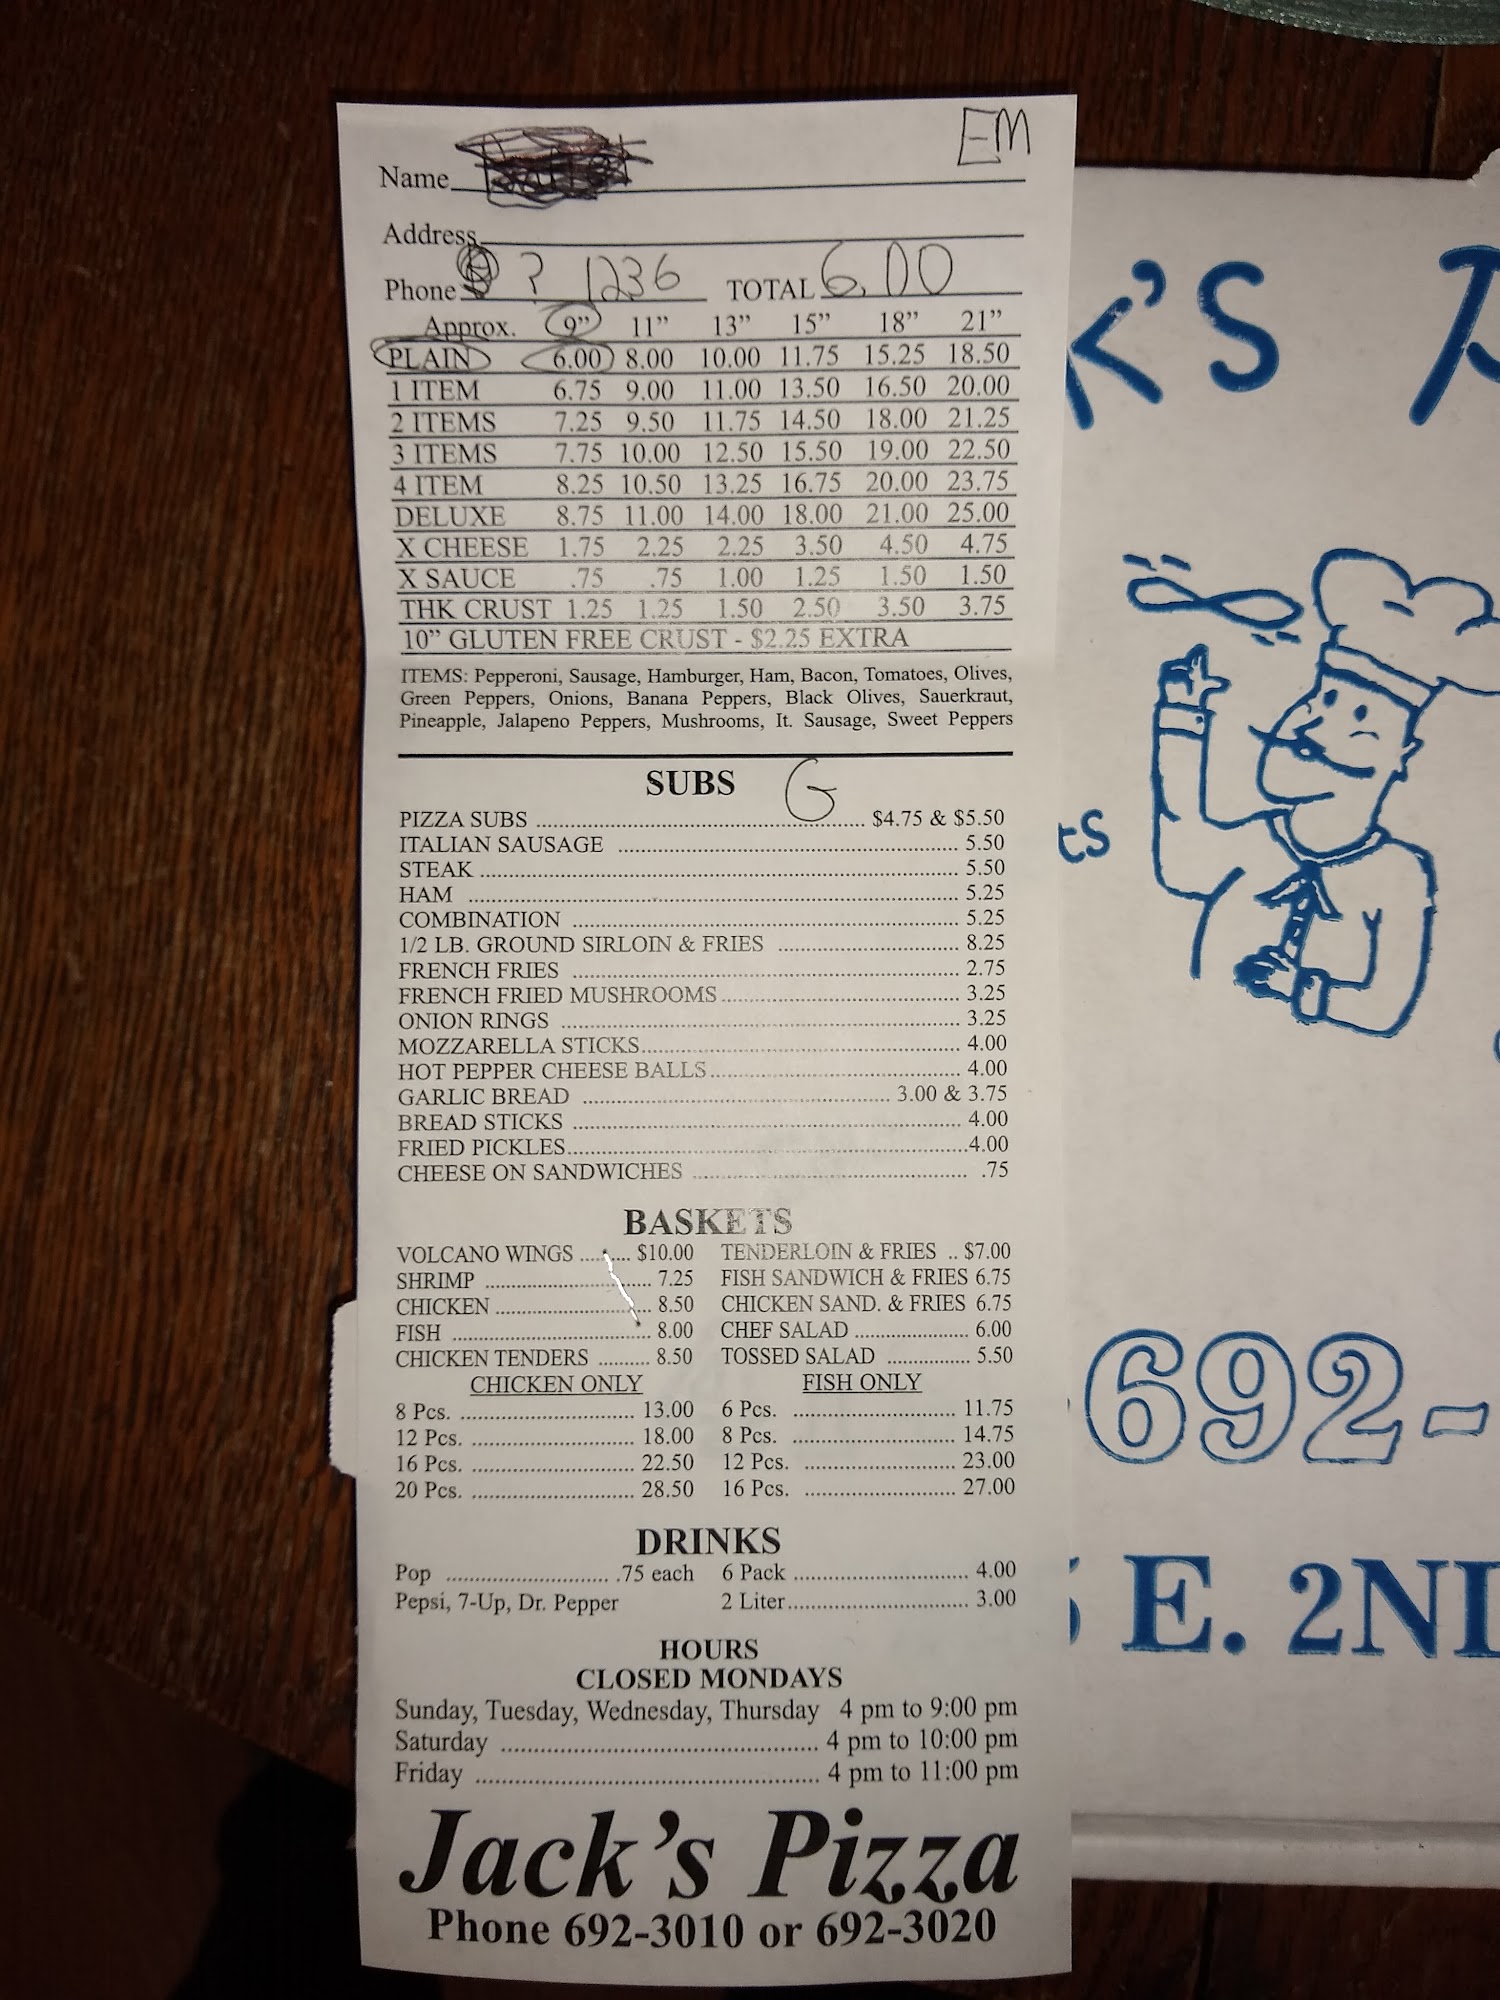 EM
Name
Address
Phone ? 1236 TOTAL 6.00
Approx. 9” 11” 13” 15” 18” 21”
PLAIN 6.00 8.00 10.00 11.75 15.25 18.50
1 ITEM 6.75 9.00 11.00 13.50 16.50 20.00
2 ITEMS 7.25 9.50 11.75 14.50 18.00 21.25
3 ITEMS 7.75 10.00 12.50 15.50 19.00 22.50
4 ITEM 8.25 10.50 13.25 16.75 20.00 23.75
DELUXE 8.75 11.00 14.00 18.00 21.00 25.00
X CHEESE 1.75 2.25 2.25 3.50 4.50 4.75
X SAUCE .75 .75 1.00 1.25 1.50 1.50
THK CRUST 1.25 1.25 1.50 2.50 3.50 3.75
10” GLUTEN FREE CRUST - $2.25 EXTRA
ITEMS: Pepperoni, Sausage, Hamburger, Ham, Bacon, Tomatoes, Olives,
Green Peppers, Onions, Banana Peppers, Black Olives, Sauerkraut,
Pineapple, Jalapeno Peppers, Mushrooms, It. Sausage, Sweet Peppers
SUBS G
PIZZA SUBS ........ $4.75 & $5.50
ITALIAN SAUSAGE ........ 5.50
STEAK ........ 5.50
HAM ........ 5.25
COMBINATION ........ 5.25
1/2 LB. GROUND SIRLOIN & FRIES ........ 8.25
FRENCH FRIES ........ 2.75
FRENCH FRIED MUSHROOMS ........ 3.25
ONION RINGS ........ 3.25
MOZZARELLA STICKS ........ 4.00
HOT PEPPER CHEESE BALLS ........ 4.00
GARLIC BREAD ........ 3.00 & 3.75
BREAD STICKS ........ 4.00
FRIED PICKLES ........ 4.00
CHEESE ON SANDWICHES ........ .75
BASKETS
VOLCANO WINGS ........ $10.00 TENDERLOIN & FRIES .. $7.00
SHRIMP ........ 7.25 FISH SANDWICH & FRIES 6.75
CHICKEN ........ 8.50 CHICKEN SAND. & FRIES 6.75
FISH ........ 8.00 CHEF SALAD ........ 6.00
CHICKEN TENDERS ........ 8.50 TOSSED SALAD ........ 5.50
CHICKEN ONLY FISH ONLY
8 Pcs. ........ 13.00 6 Pcs. ........ 11.75
12 Pcs. ........ 18.00 8 Pcs. ........ 14.75
16 Pcs. ........ 22.50 12 Pcs. ........ 23.00
20 Pcs. ........ 28.50 16 Pcs. ........ 27.00
DRINKS
Pop ........ .75 each 6 Pack ........ 4.00
Pepsi, 7-Up, Dr. Pepper 2 Liter ........ 3.00
HOURS
CLOSED MONDAYS
Sunday, Tuesday, Wednesday, Thursday 4 pm to 9:00 pm
Saturday ........ 4 pm to 10:00 pm
Friday ........ 4 pm to 11:00 pm
Jack's Pizza
Phone 692-3010 or 692-3020
k's P
ts
692-
E. 2ND